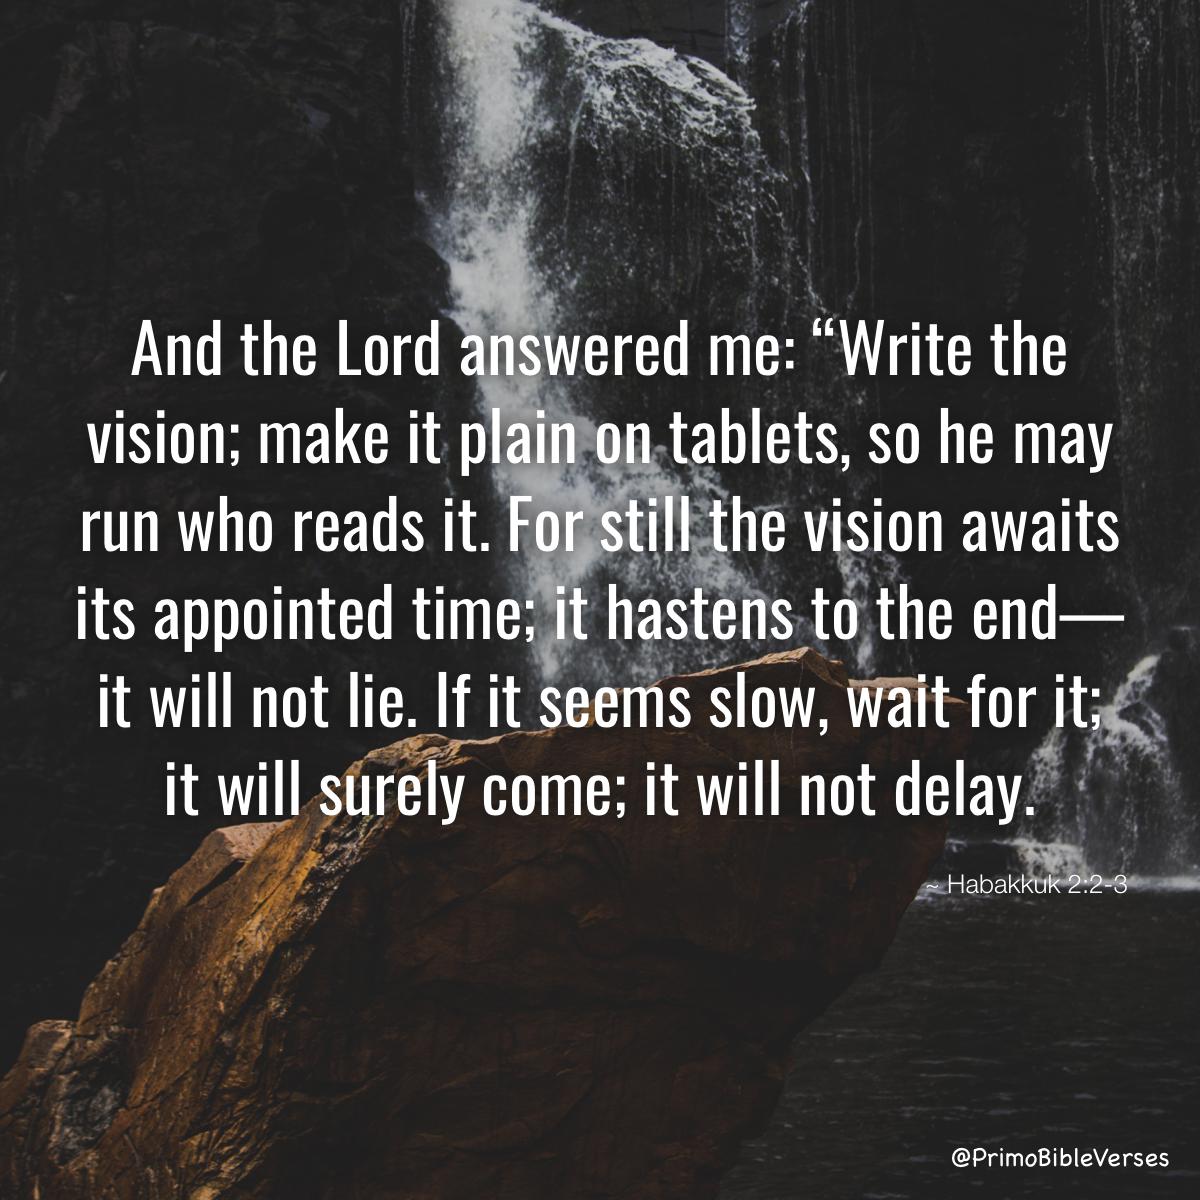 And the Lord answered me: “Write the
vision; make it plain on tablets, so he may
run who reads it. For still the vision awaits
its appointed time; it hastens to the end—
it will not lie. If it seems slow, wait for it;
it will surely come; it will not delay.
~ Habakkuk 2:2-3
@PrimoBibleVerses